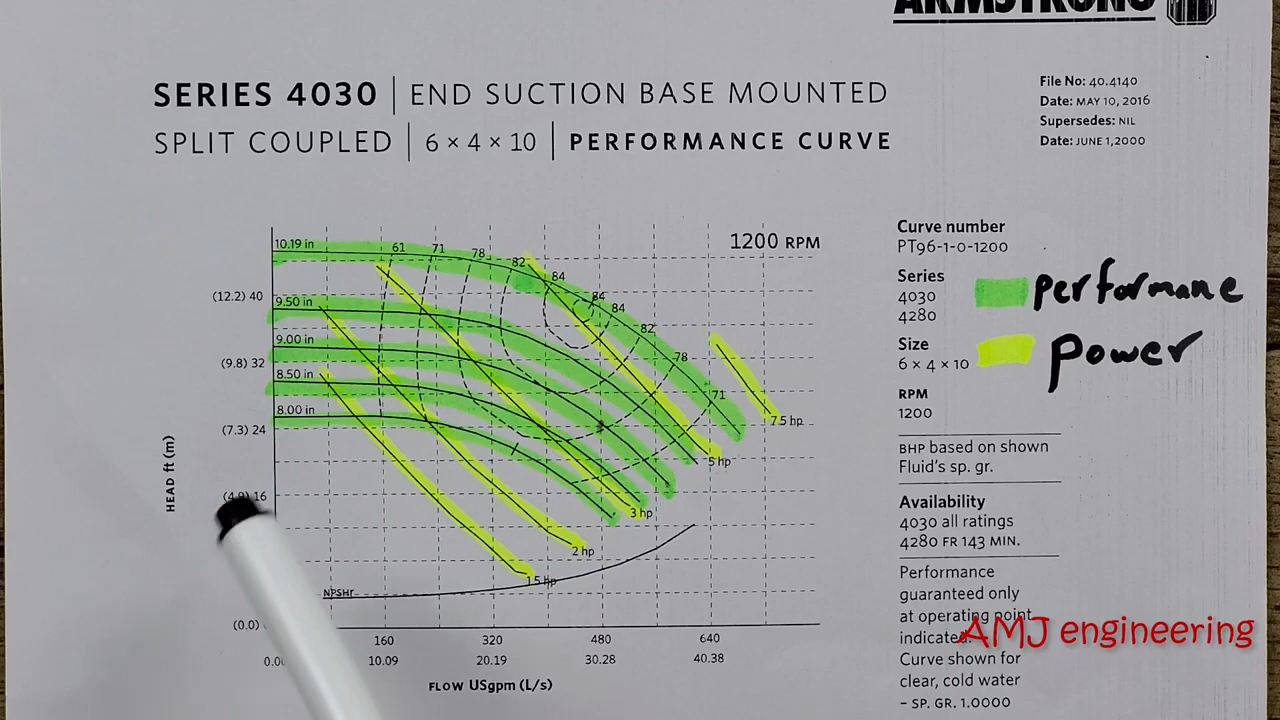 ARMSTRONG
SERIES 4030 | END SUCTION BASE MOUNTED
SPLIT COUPLED | 6 × 4 × 10 | PERFORMANCE CURVE
File No: 40.4140
Date: MAY 10, 2016
Supersedes: NIL
Date: JUNE 1,2000
1200 RPM
10.19 in
61
71
78
82
84
84
84
82
78
71
9.50 in
9.00 in
8.50 in
8.00 in
(12.2) 40
(9.8) 32
(7.3) 24
16
(0.0)
HEAD ft (m)
7.5 hp
5 hp
3 hp
2 hp
1.5 hp
NPSHr
160
320
480
640
10.09
20.19
30.28
40.38
FLOW USgpm (L/s)
Curve number
PT96-1-0-1200
Series
4030
4280
performane
Size
6 × 4 × 10
power
RPM
1200
BHP based on shown
Fluid's sp. gr.
Availability
4030 all ratings
4280 FR 143 MIN.
Performance
guaranteed only
at operating point
indicated.
Curve shown for
clear, cold water
– SP. GR. 1.0000
AMJ engineering